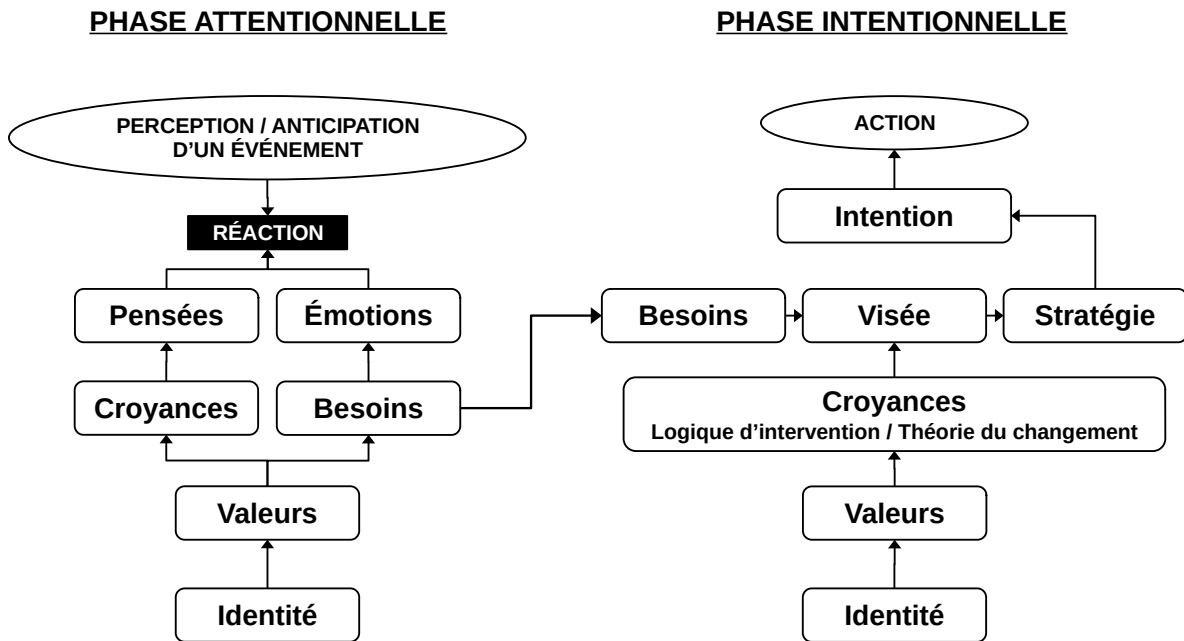 PHASE ATTENTIONNELLE
PERCEPTION / ANTICIPATION
D'UN ÉVÉNEMENT
RÉACTION
Pensées
Émotions
Croyances
Besoins
Valeurs
Identité
PHASE INTENTIONNELLE
ACTION
Intention
Besoins
Visée
Stratégie
Croyances
Logique d’intervention / Théorie du changement
Valeurs
Identité